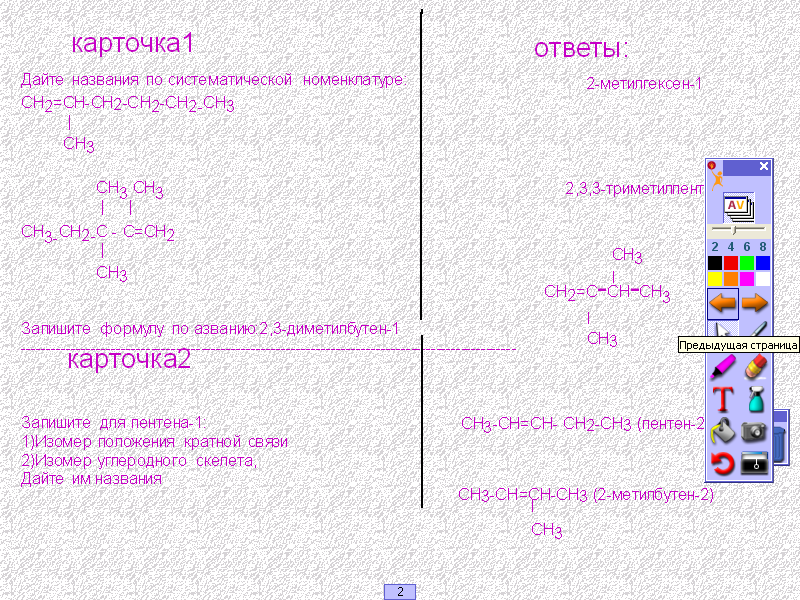 карточка1
Дайте названия по систематической номенклатуре:
CH2=CH-CH2-CH2-CH2-CH3
|
CH3
CH3 CH3
| |
CH3-CH2-C - C=CH2
|
CH3
Запишите формулу по азванию:2,3-диметилбутен-1
ответы:
2-метилгексен-1
2,3,3-триметилпент
CH3
|
CH2=C-CH-CH3
|
CH3
карточка2
Запишите для пентена-1:
1)Изомер положения кратной связи
2)Изомер углеродного скелета,
Дайте им названия
CH3-CH=CH- CH2-CH3 (пентен-2
CH3-CH=CH-CH3 (2-метилбутен-2)
|
CH3
AV
2 4 6 8
Предыдущая страница
T
2